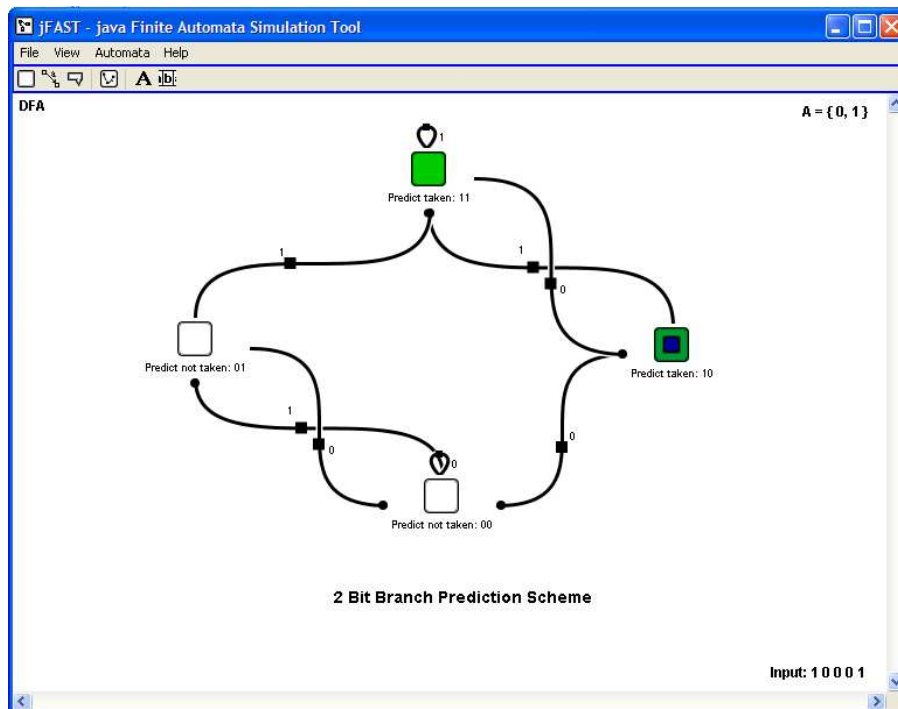 jFAST - java Finite Automata Simulation Tool
File View Automata Help
A b
DFA
A = { 0, 1 }
1
Predict taken: 11
1
1
0
Predict not taken: 01
Predict taken: 10
1
0
0
0
Predict not taken: 00
2 Bit Branch Prediction Scheme
Input: 1 0 0 0 1